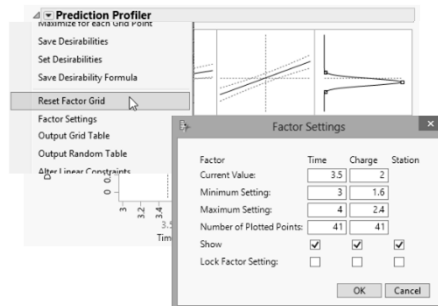 Prediction Profiler
Maximize for each Grid Point
Save Desirabilities
Set Desirabilities
Save Desirability Formula
Reset Factor Grid
Factor Settings
Output Grid Table
Output Random Table
Alter Linear Constraints
Factor Settings
Factor Time Charge Station
Current Value: 3.5 2
Minimum Setting: 3 1.6
Maximum Setting: 4 2.4
Number of Plotted Points: 41 41
Show
Lock Factor Setting:
OK Cancel
0
3 3.2 3.4